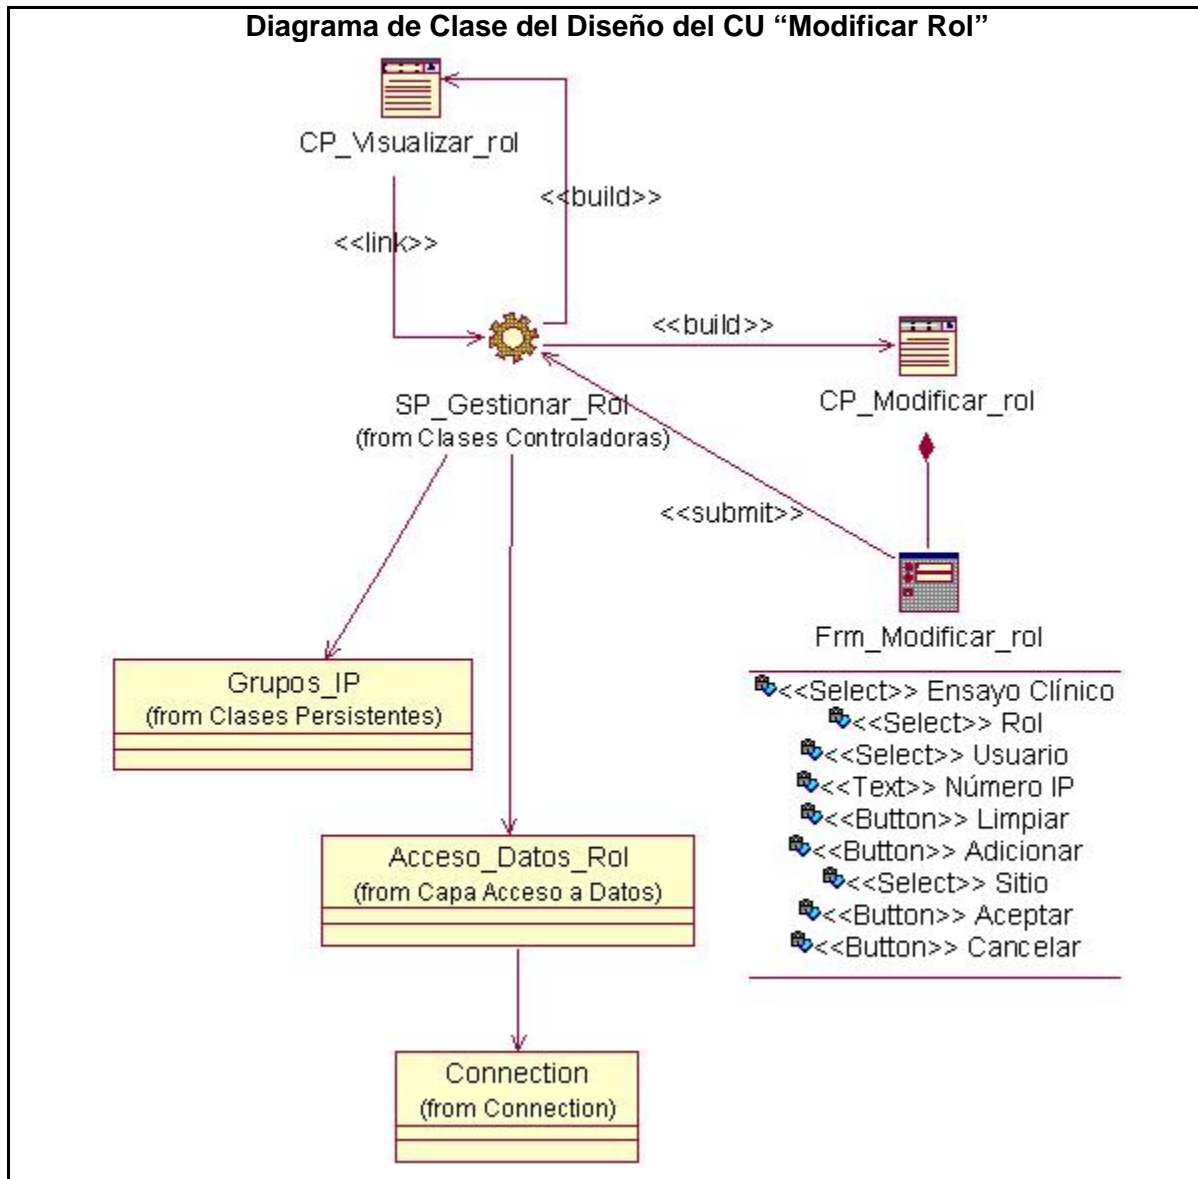 Diagrama de Clase del Diseño del CU “Modificar Rol”
CP_Visualizar_rol
<<build>>
<<link>>
<<build>>
CP_Modificar_rol
SP_Gestionar_Rol
(from Clases Controladoras)
<<submit>>
Frm_Modificar_rol
<<Select>> Ensayo Clínico
<<Select>> Rol
<<Select>> Usuario
<<Text>> Número IP
<<Button>> Limpiar
<<Button>> Adicionar
<<Select>> Sitio
<<Button>> Aceptar
<<Button>> Cancelar
Grupos_IP
(from Clases Persistentes)
Acceso_Datos_Rol
(from Capa Acceso a Datos)
Connection
(from Connection)